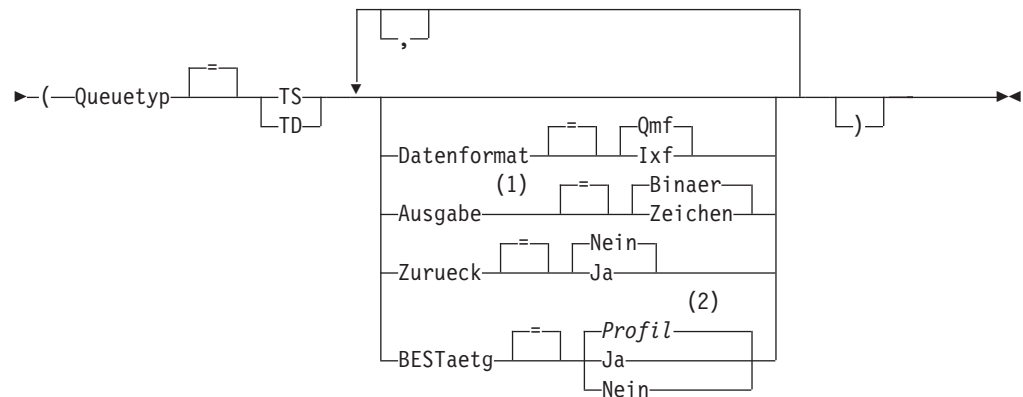 ,
( Queuetyp = TS
TD
Datenformat = Qmf
Ixf
(1)
Ausgabe = Binaer
Zeichen
Zurueck = Nein
Ja
(2)
BESTaetg = Profil
Ja
Nein
)